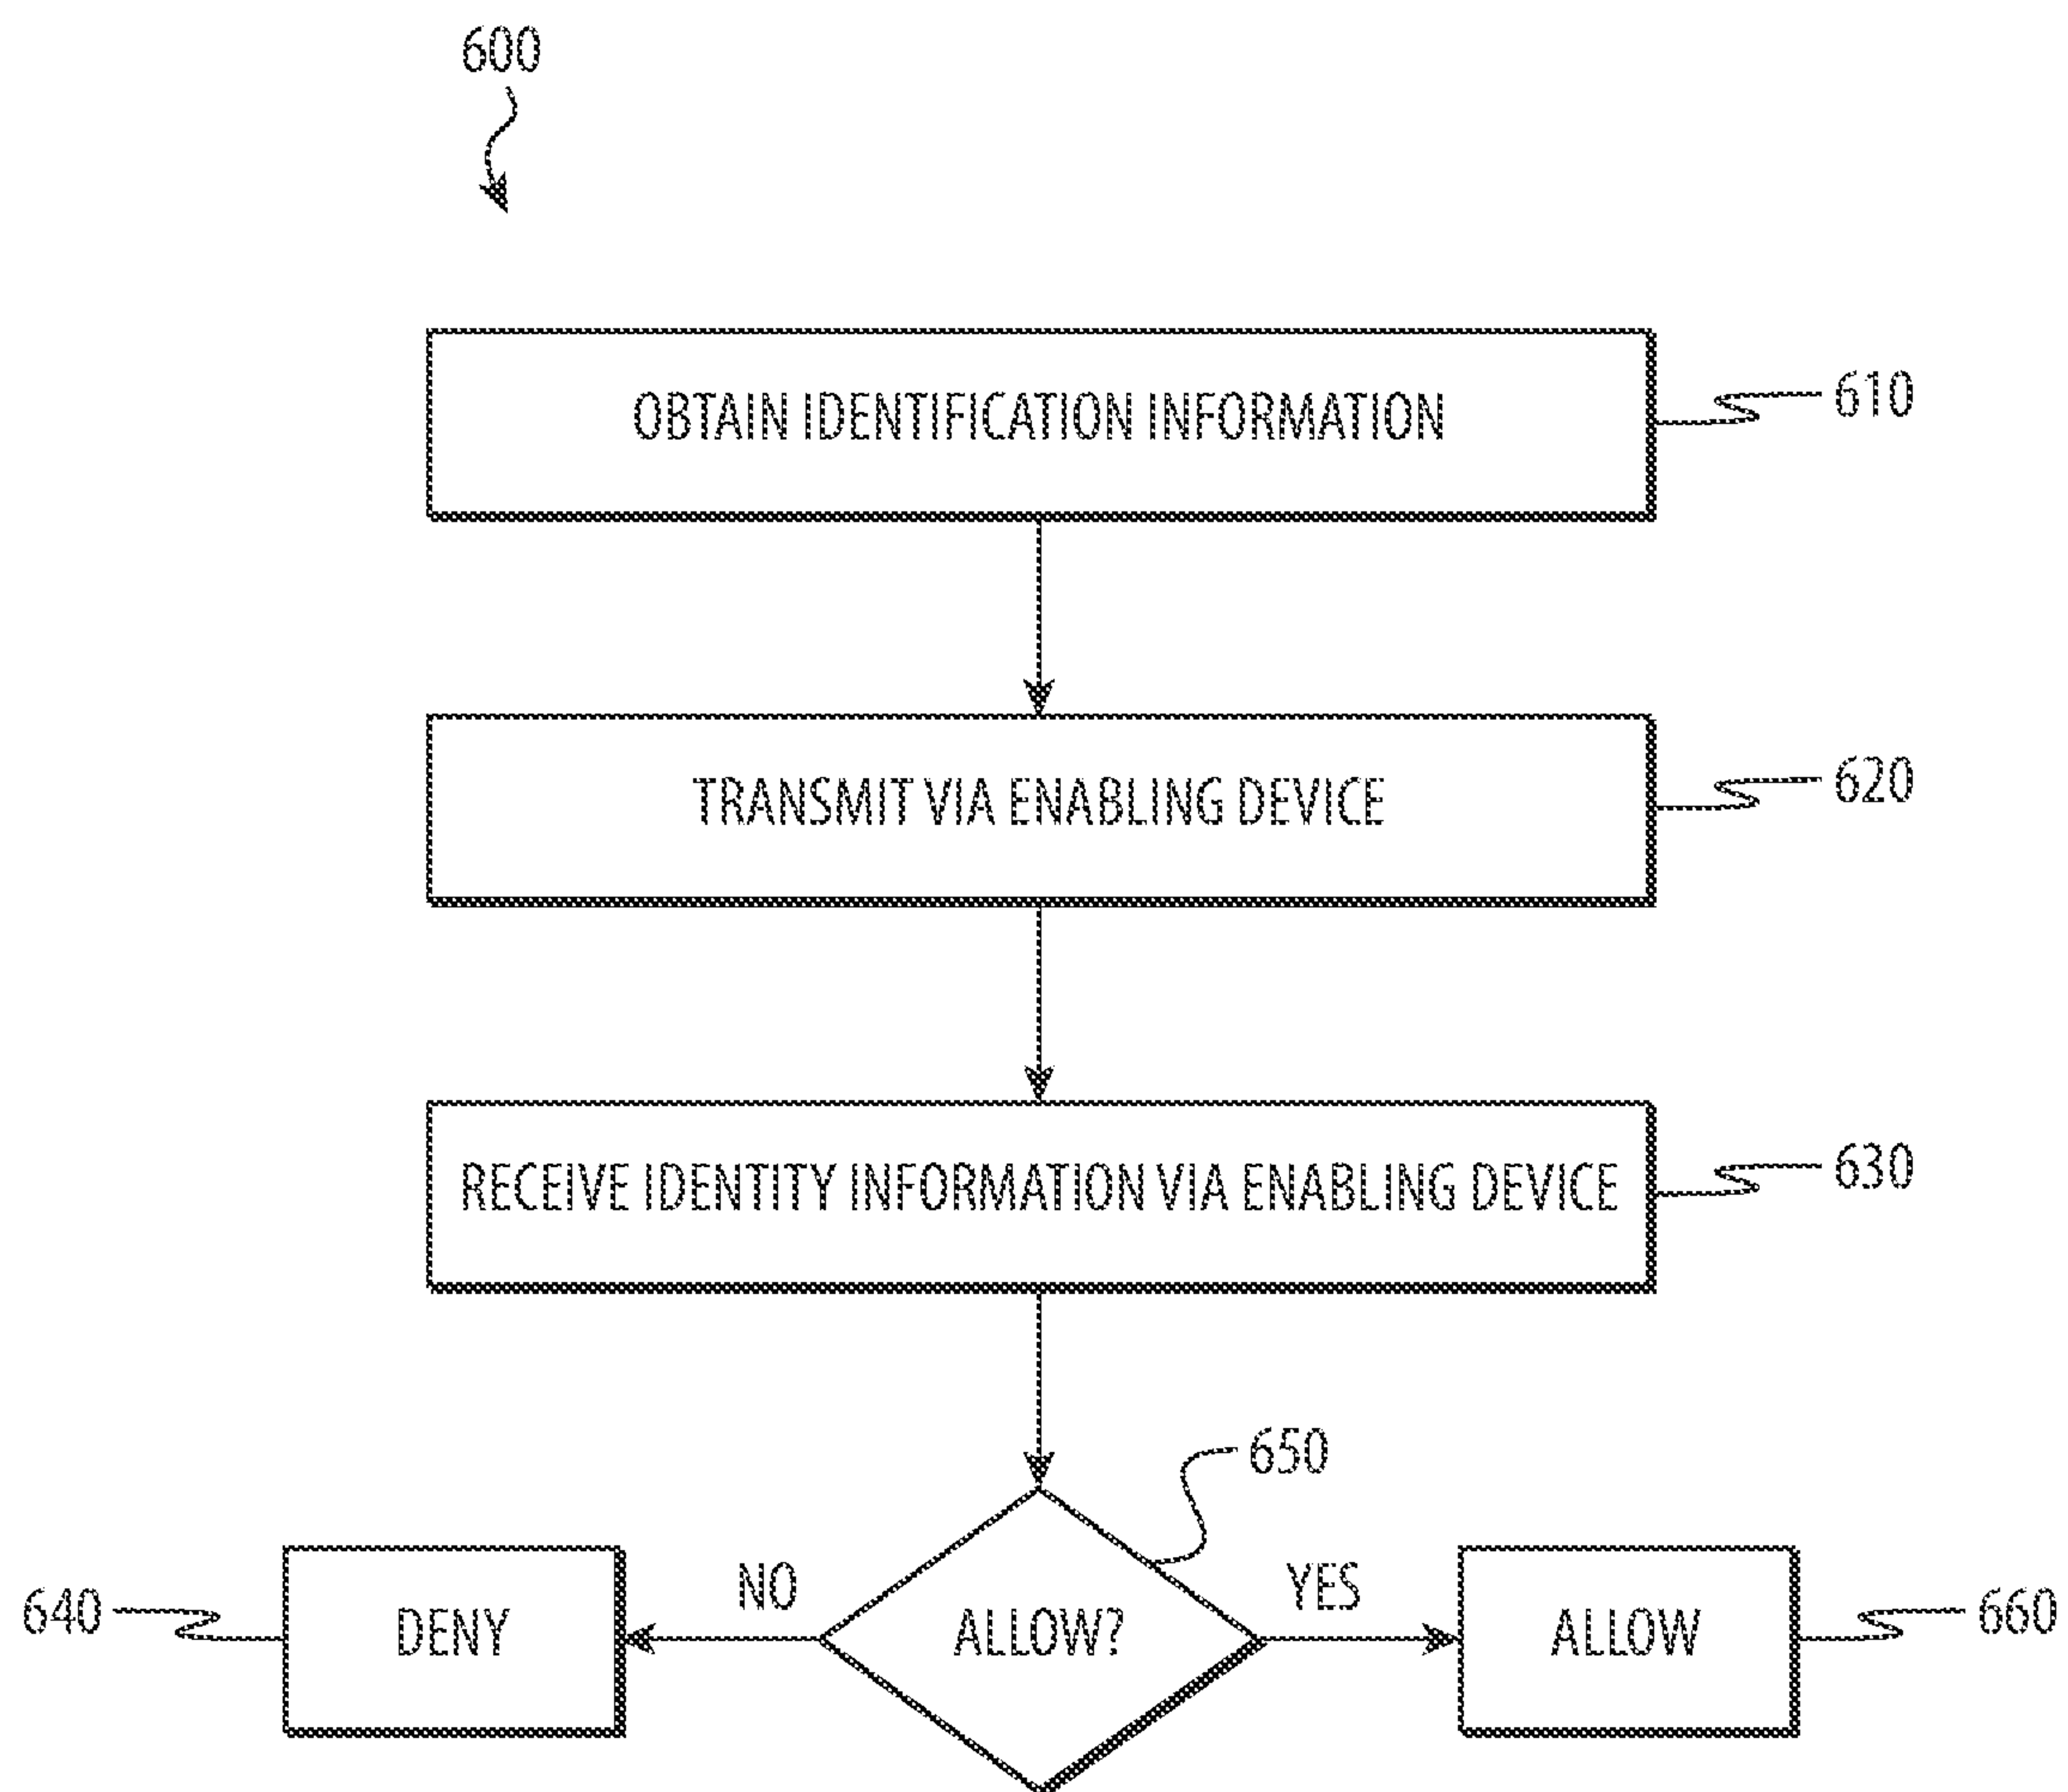 600
OBTAIN IDENTIFICATION INFORMATION
610
TRANSMIT VIA ENABLING DEVICE
620
RECEIVE IDENTITY INFORMATION VIA ENABLING DEVICE
630
650
640
DENY
NO
ALLOW?
YES
ALLOW
660